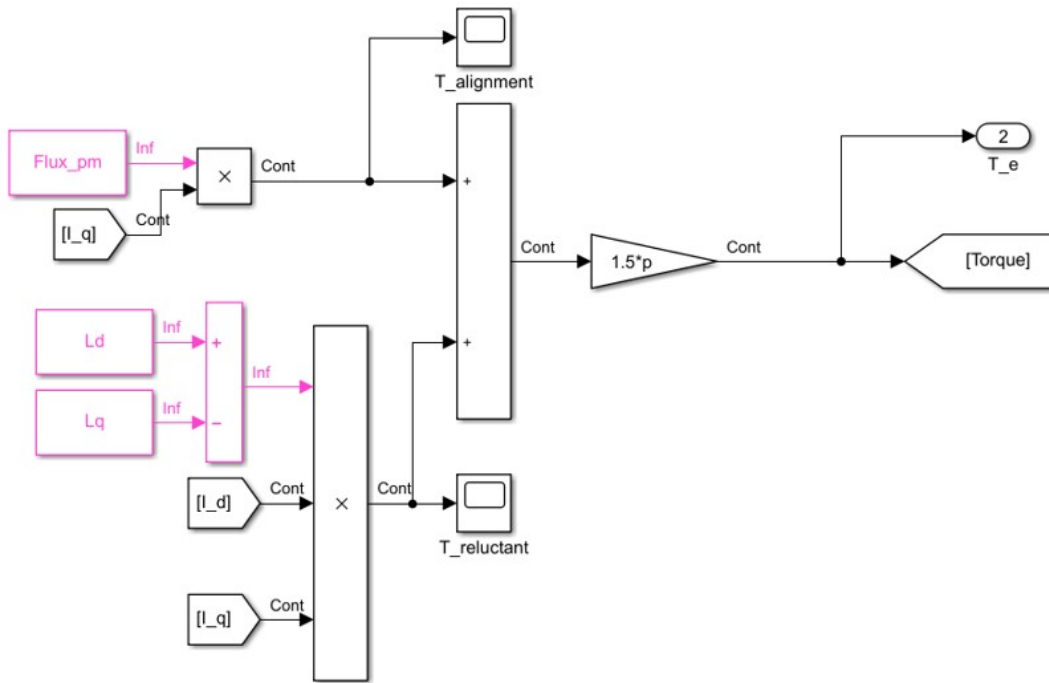 T_alignment
Flux_pm
Inf
×
Cont
+
[I_q]
Cont
2
T_e
Cont
1.5*p
Cont
[Torque]
Ld
Inf
+
Inf
Lq
Inf
−
+
[I_d]
Cont
×
Cont
T_reluctant
[I_q]
Cont